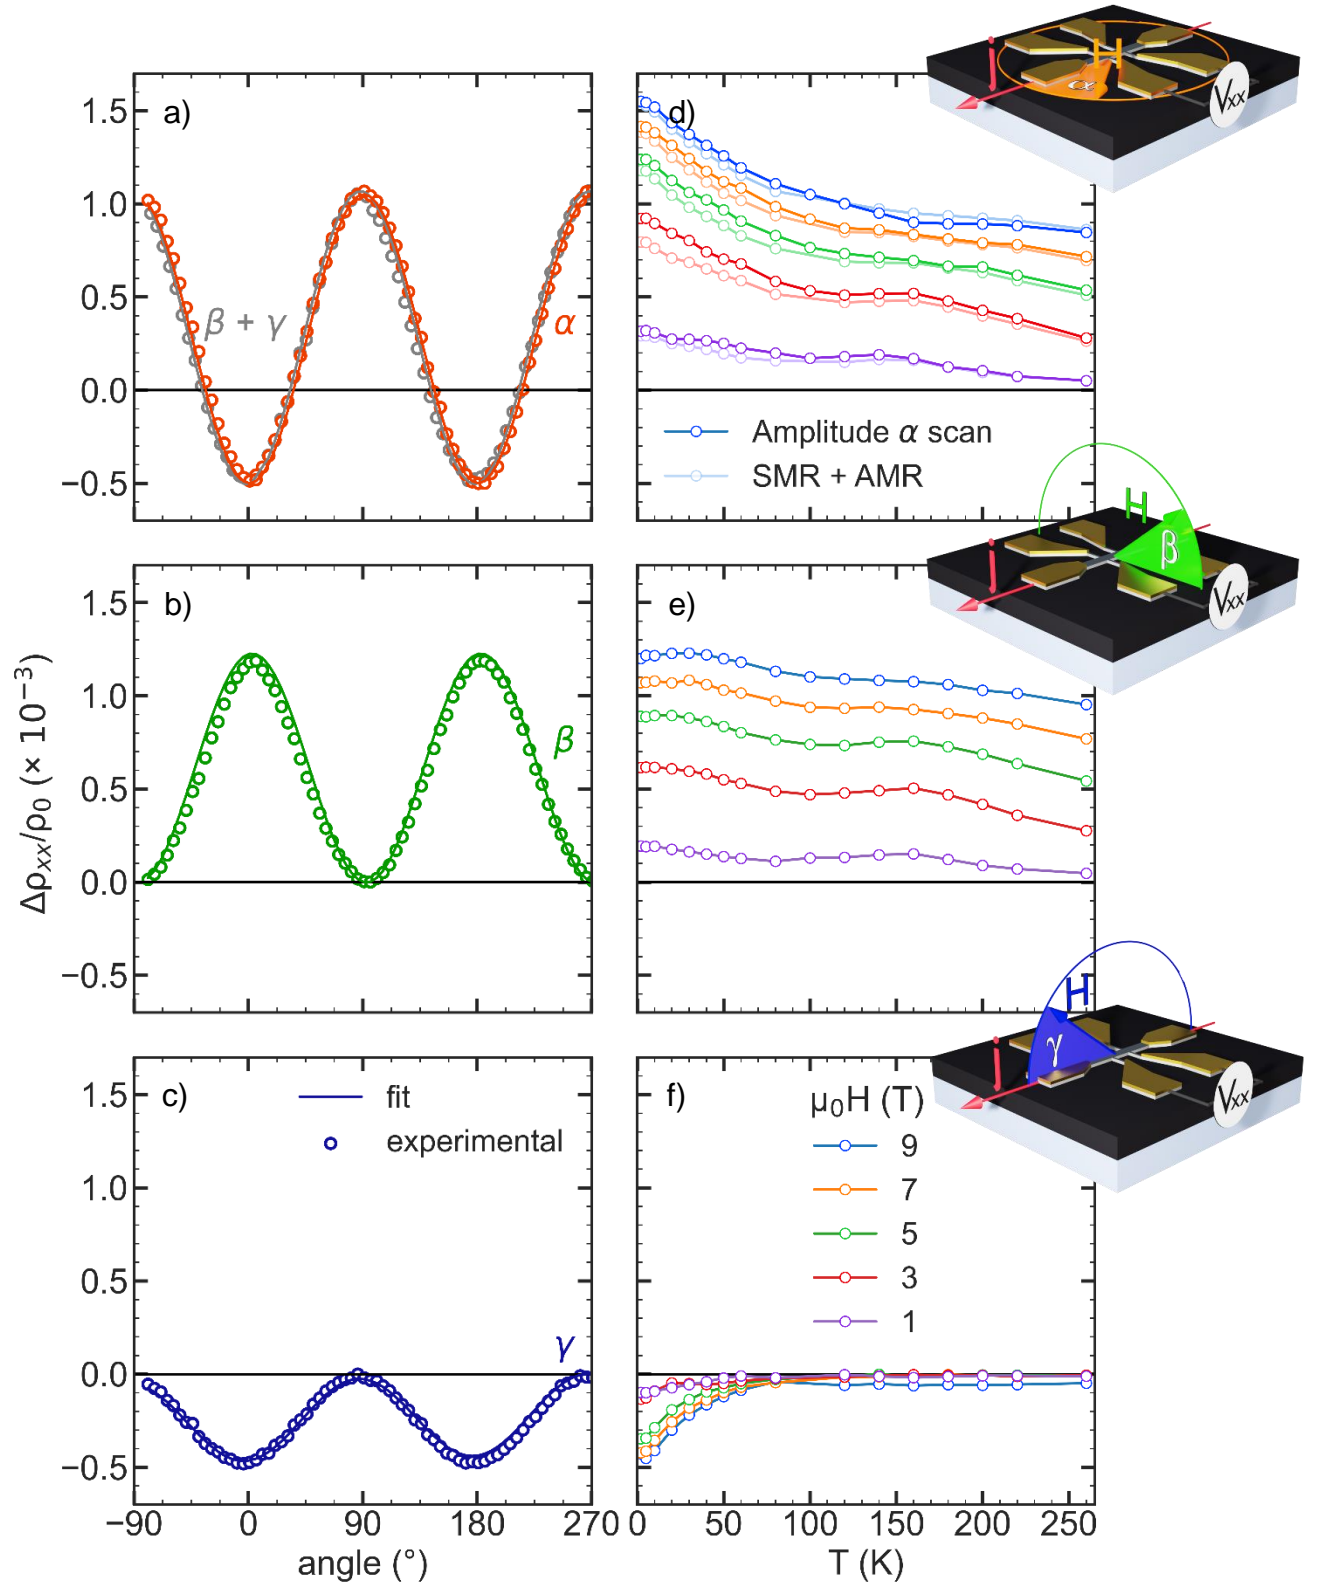 a)
1.5
1.0
0.5
0.0
−0.5
β + γ
α
d)
Amplitude α scan
SMR + AMR
j
H
α
Vxx
b)
1.5
1.0
0.5
0.0
−0.5
β
Δρxx/ρ0 (× 10−3)
e)
j
H
β
Vxx
c)
1.5
1.0
0.5
0.0
−0.5
fit
experimental
γ
−90 0 90 180 270
angle (°)
f)
μ0H (T)
9
7
5
3
1
0 50 100 150 200 250
T (K)
j
H
γ
Vxx